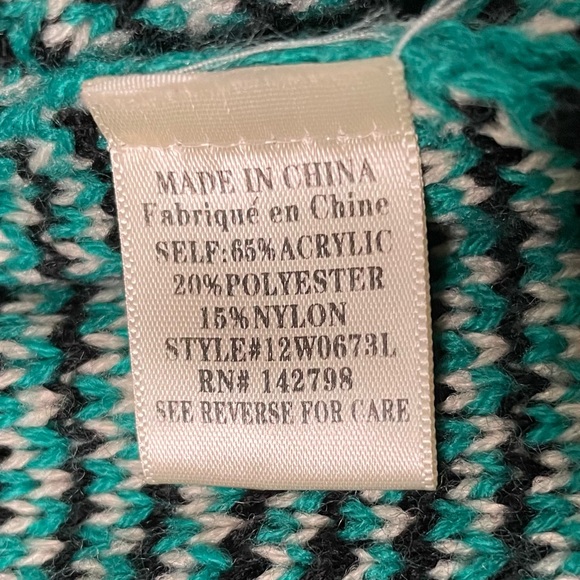 MADE IN CHINA
Fabriqué en Chine
SELF:65%ACRYLIC
20%POLYESTER
15%NYLON
STYLE#12W0673L
RN# 142798
SEE REVERSE FOR CARE